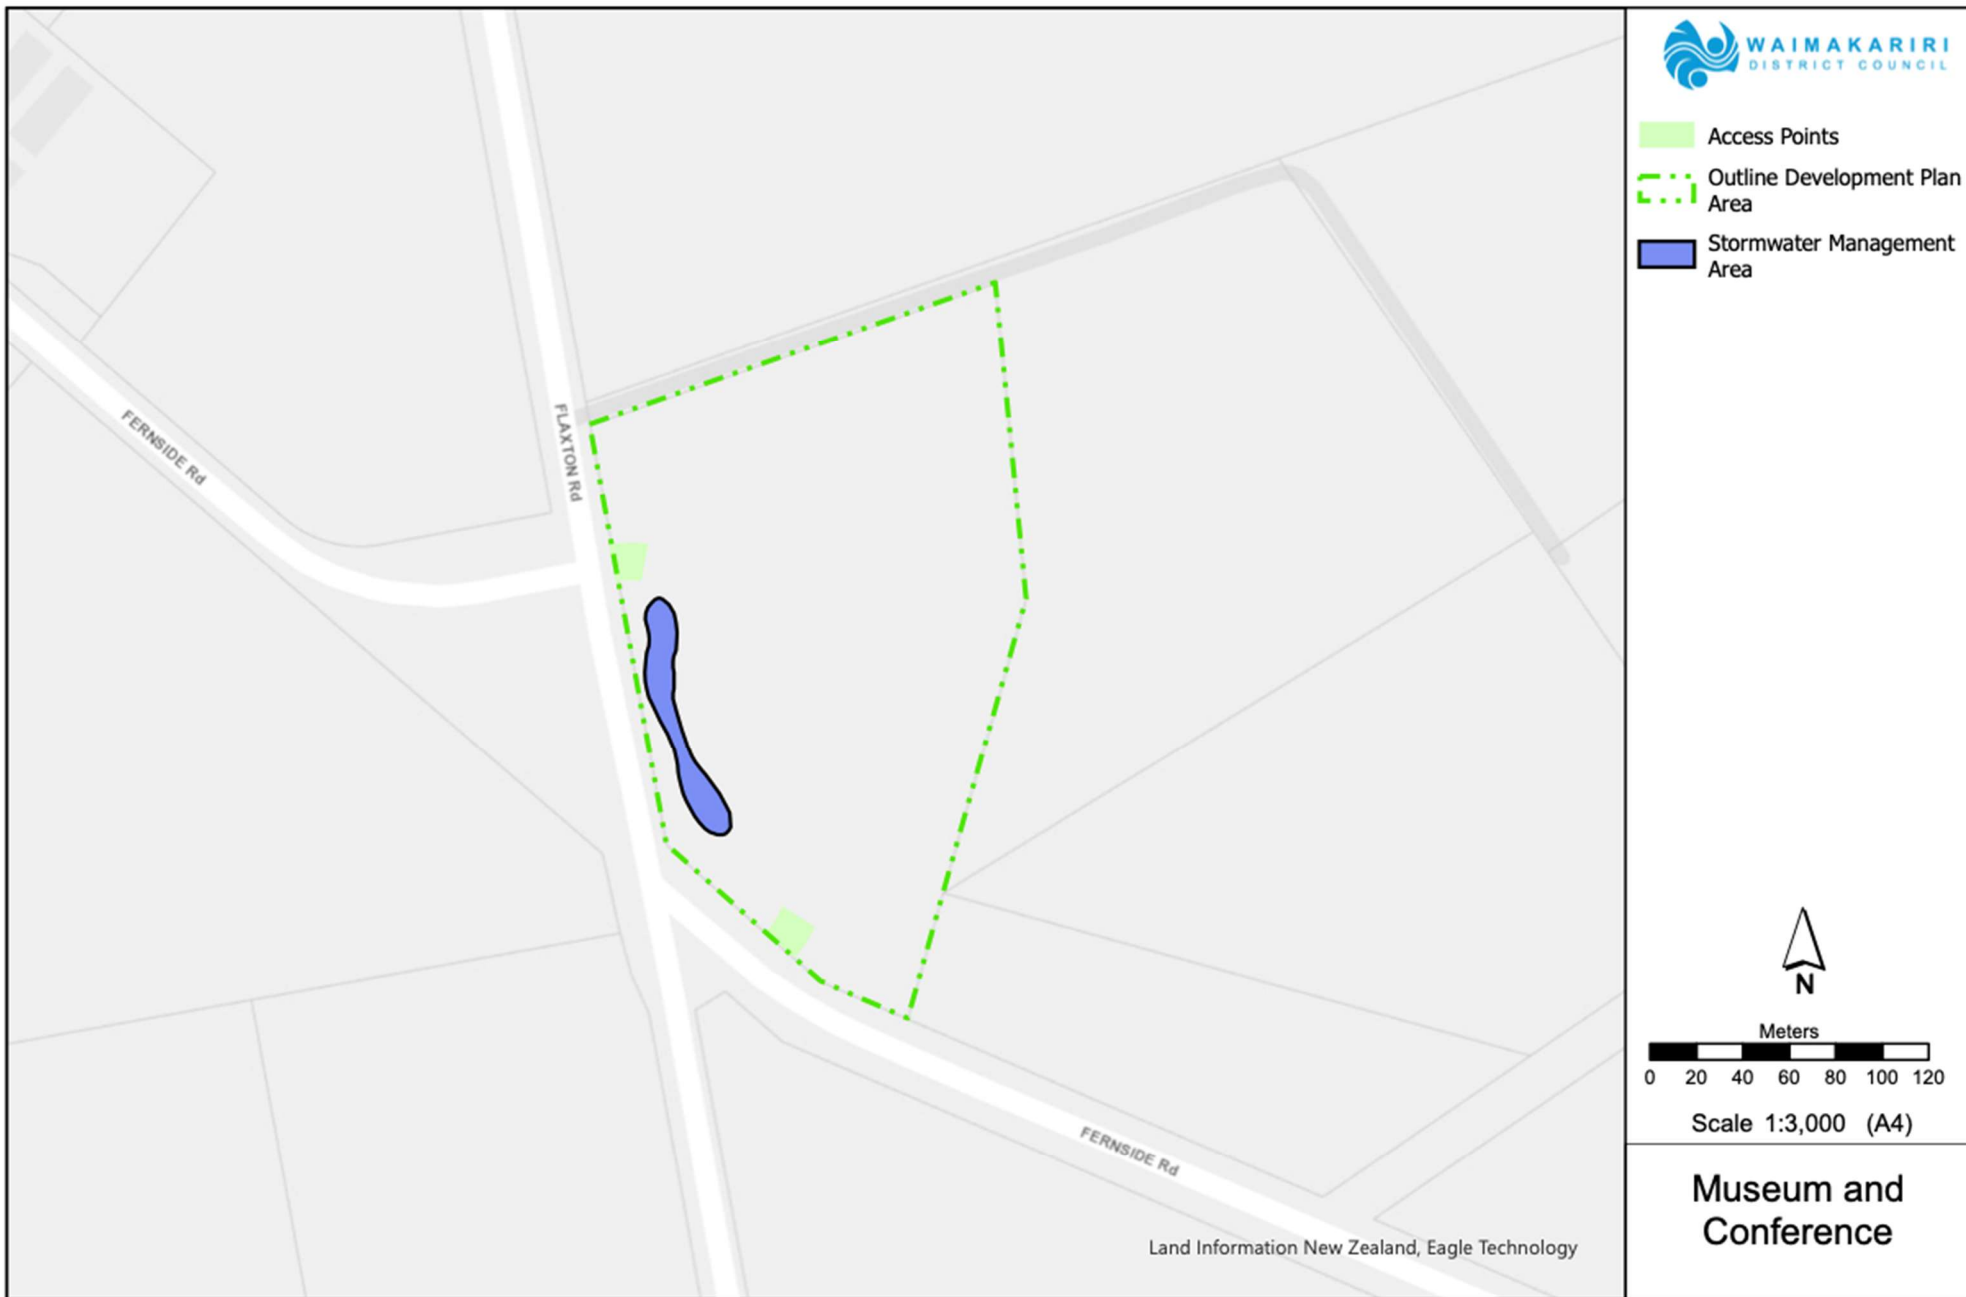 WAIMAKARIRI
DISTRICT COUNCIL
Access Points
Outline Development Plan
Area
Stormwater Management
Area
FERNSIDE Rd
FLAXTON Rd
FERNSIDE Rd
Land Information New Zealand, Eagle Technology
N
Meters
0 20 40 60 80 100 120
Scale 1:3,000 (A4)
Museum and
Conference